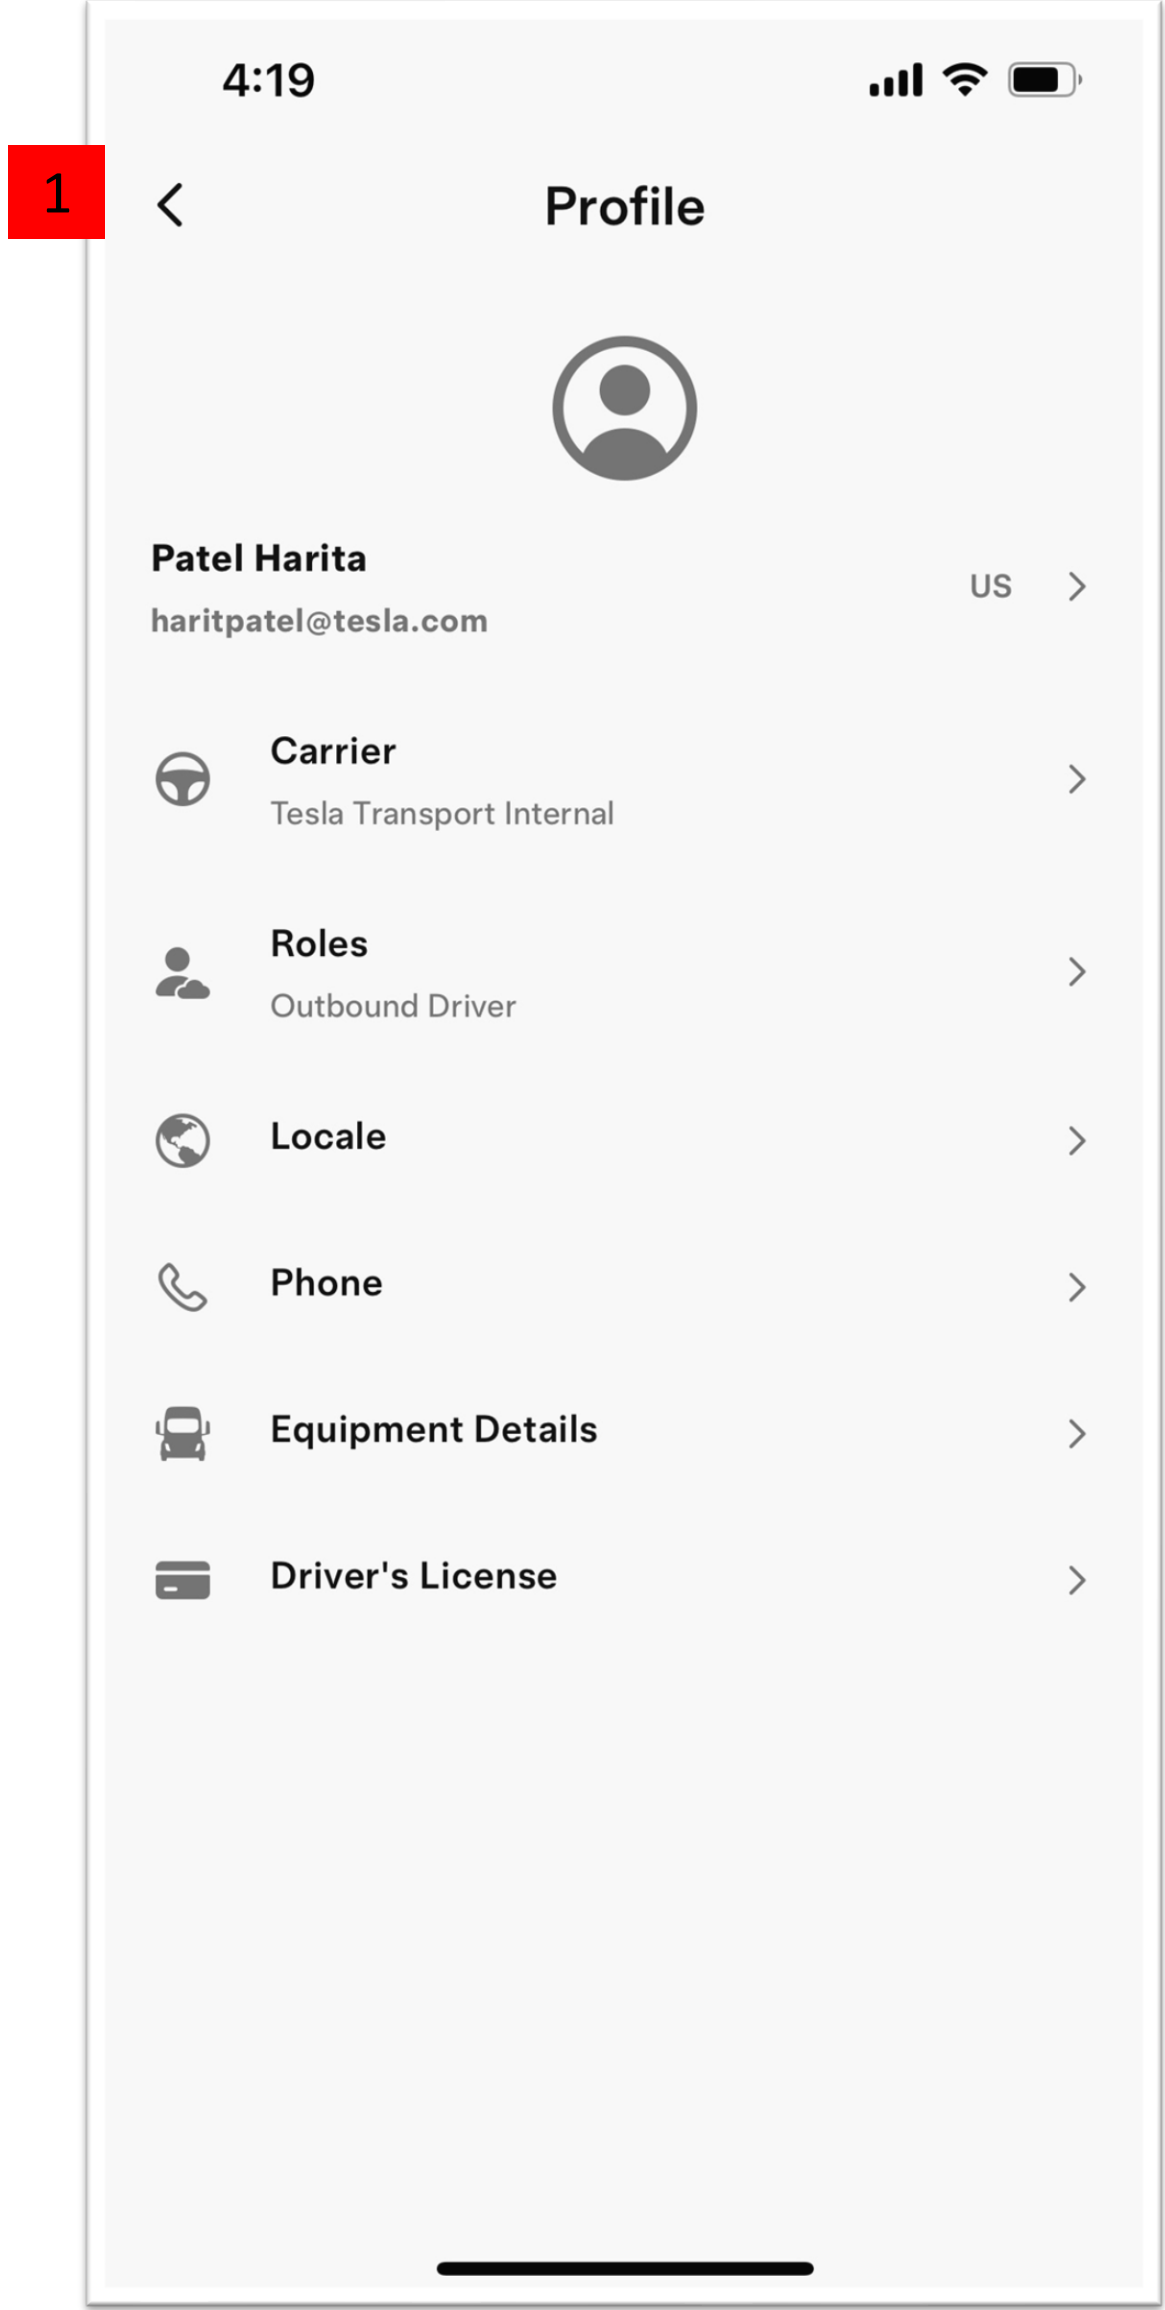 4:19
1
Profile
Patel Harita
haritpatel@tesla.com
US
Carrier
Tesla Transport Internal
Roles
Outbound Driver
Locale
Phone
Equipment Details
Driver's License